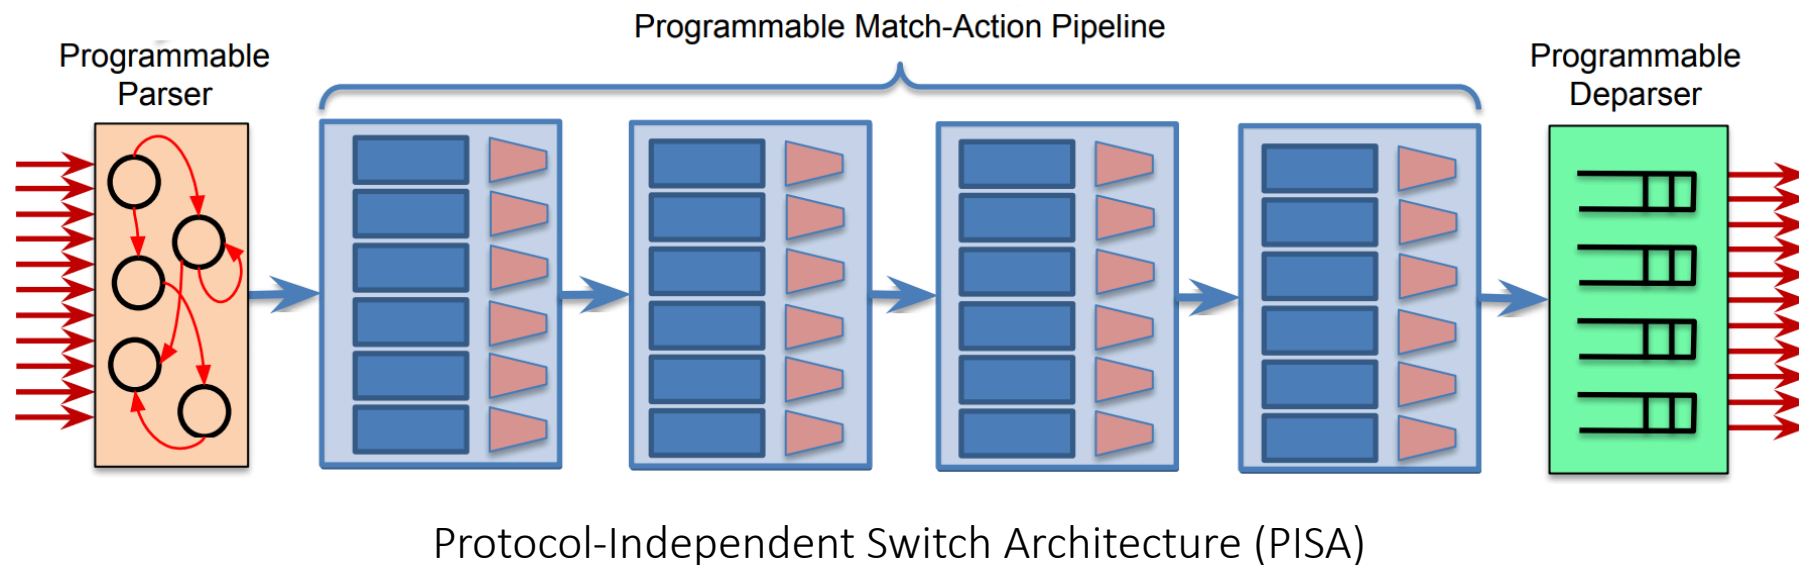 Programmable Match-Action Pipeline
Programmable
Parser
Programmable
Deparser
Protocol-Independent Switch Architecture (PISA)